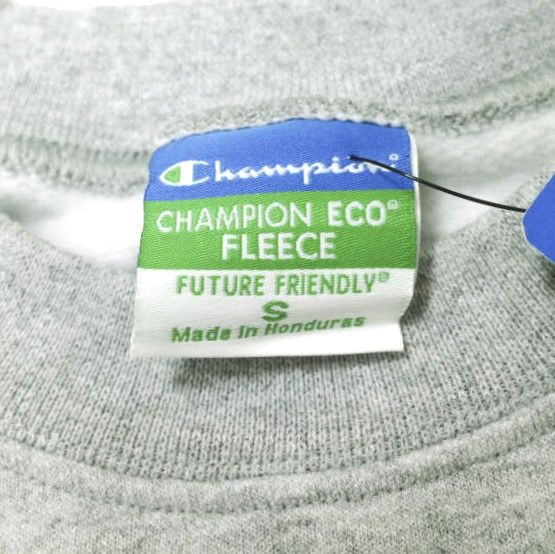 Champion®
CHAMPION ECO®
FLEECE
FUTURE FRIENDLY®
S
Made In Honduras